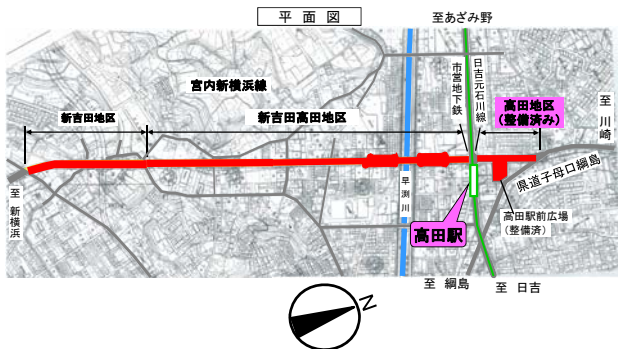 平面図
至あざみ野
宮内新横浜線
市営地下鉄
日吉元石川線
高田地区
(整備済み)
至川崎
新吉田地区
新吉田高田地区
県道子母口綱島
至新横浜
早渕川
高田駅
高田駅前広場
(整備済)
至 綱島
至 日吉
N